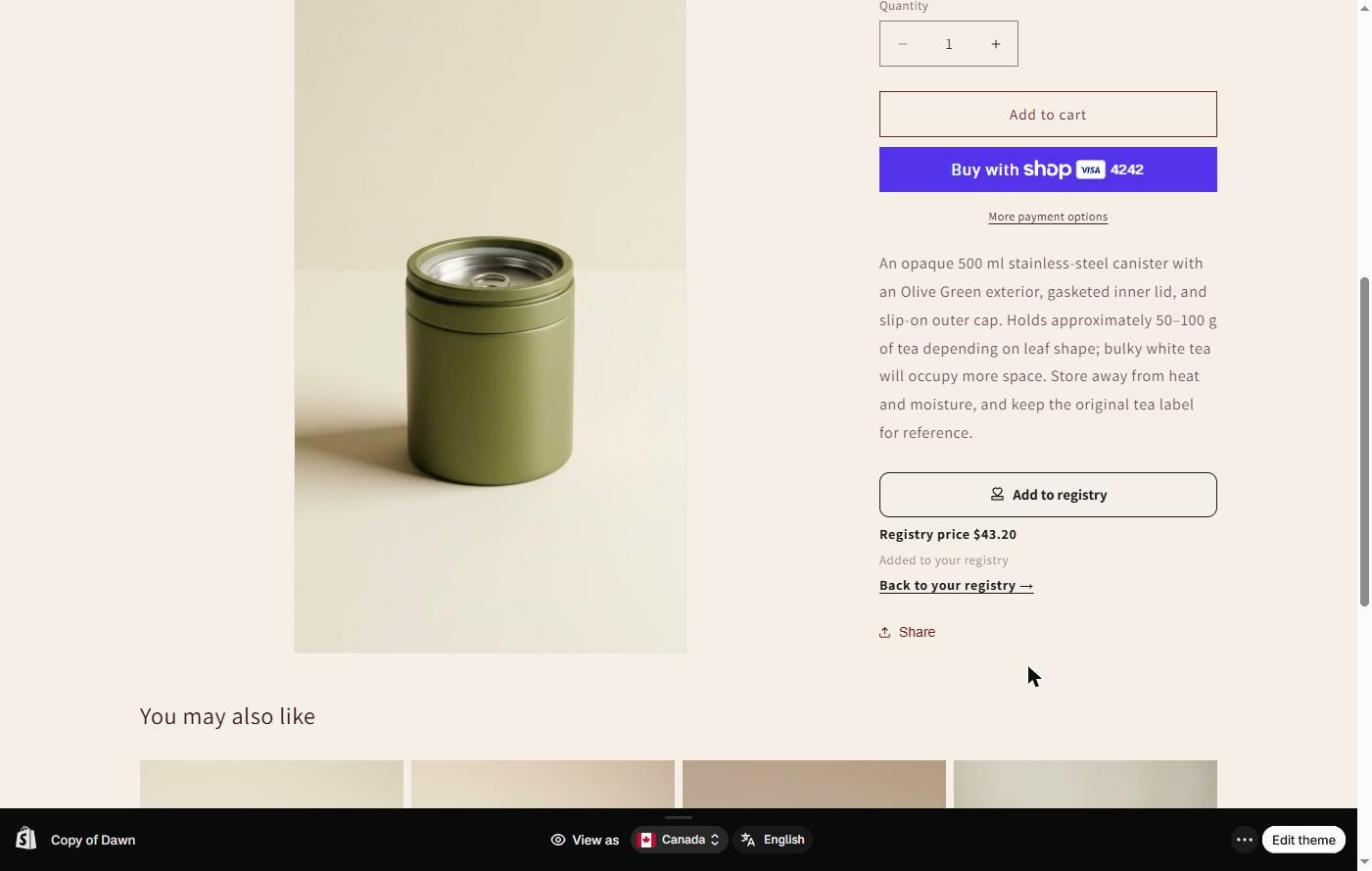 Quantity
− 1 +
Add to cart
Buy with shop VISA 4242
More payment options
An opaque 500 ml stainless-steel canister with
an Olive Green exterior, gasketed inner lid, and
slip-on outer cap. Holds approximately 50–100 g
of tea depending on leaf shape; bulky white tea
will occupy more space. Store away from heat
and moisture, and keep the original tea label
for reference.
Add to registry
Registry price $43.20
Added to your registry
Back to your registry →
Share
You may also like
Copy of Dawn
View as
Canada
English
Edit theme